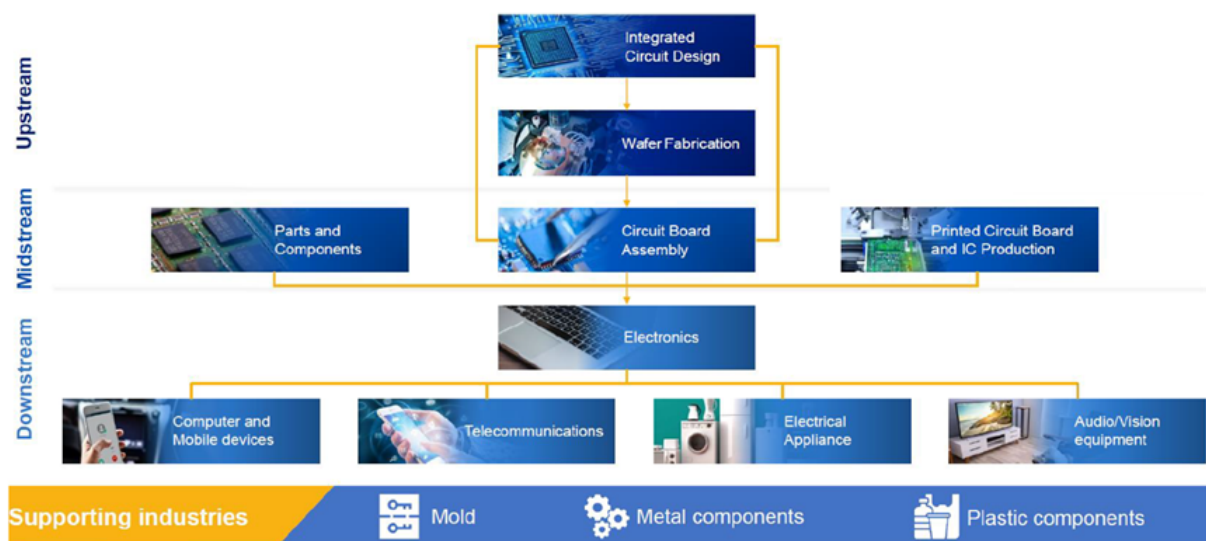 Upstream
Integrated
Circuit Design
Wafer Fabrication
Midstream
Parts and
Components
Circuit Board
Assembly
Printed Circuit Board
and IC Production
Downstream
Electronics
Computer and
Mobile devices
Telecommunications
Electrical
Appliance
Audio/Vision
equipment
Supporting industries
Mold
Metal components
Plastic components